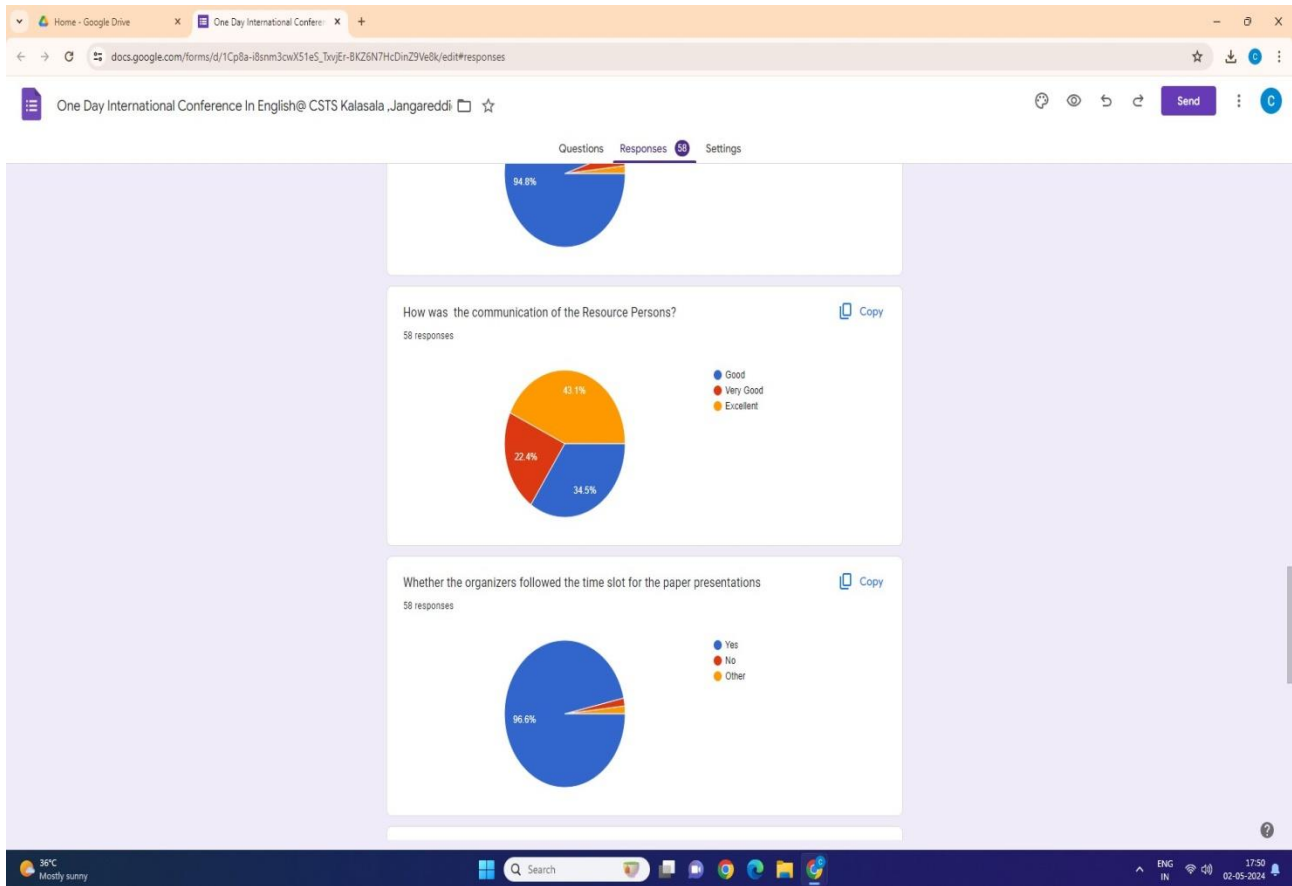 Home - Google Drive
One Day International Conferen
docs.google.com/forms/d/1Cp8a-i8snm3cwX51eS_TxvjEr-BKZ6N7HcDinZ9Ve8k/edit#responses
One Day International Conference In English@ CSTS Kalasala ,Jangareddi
Send
C
Questions Responses 58 Settings
94.8%
How was the communication of the Resource Persons?
Copy
58 responses
Good
Very Good
Excellent
43.1%
22.4%
34.5%
Whether the organizers followed the time slot for the paper presentations
Copy
58 responses
Yes
No
Other
96.6%
36°C
Mostly sunny
Search
ENG
IN
17:50
02-05-2024